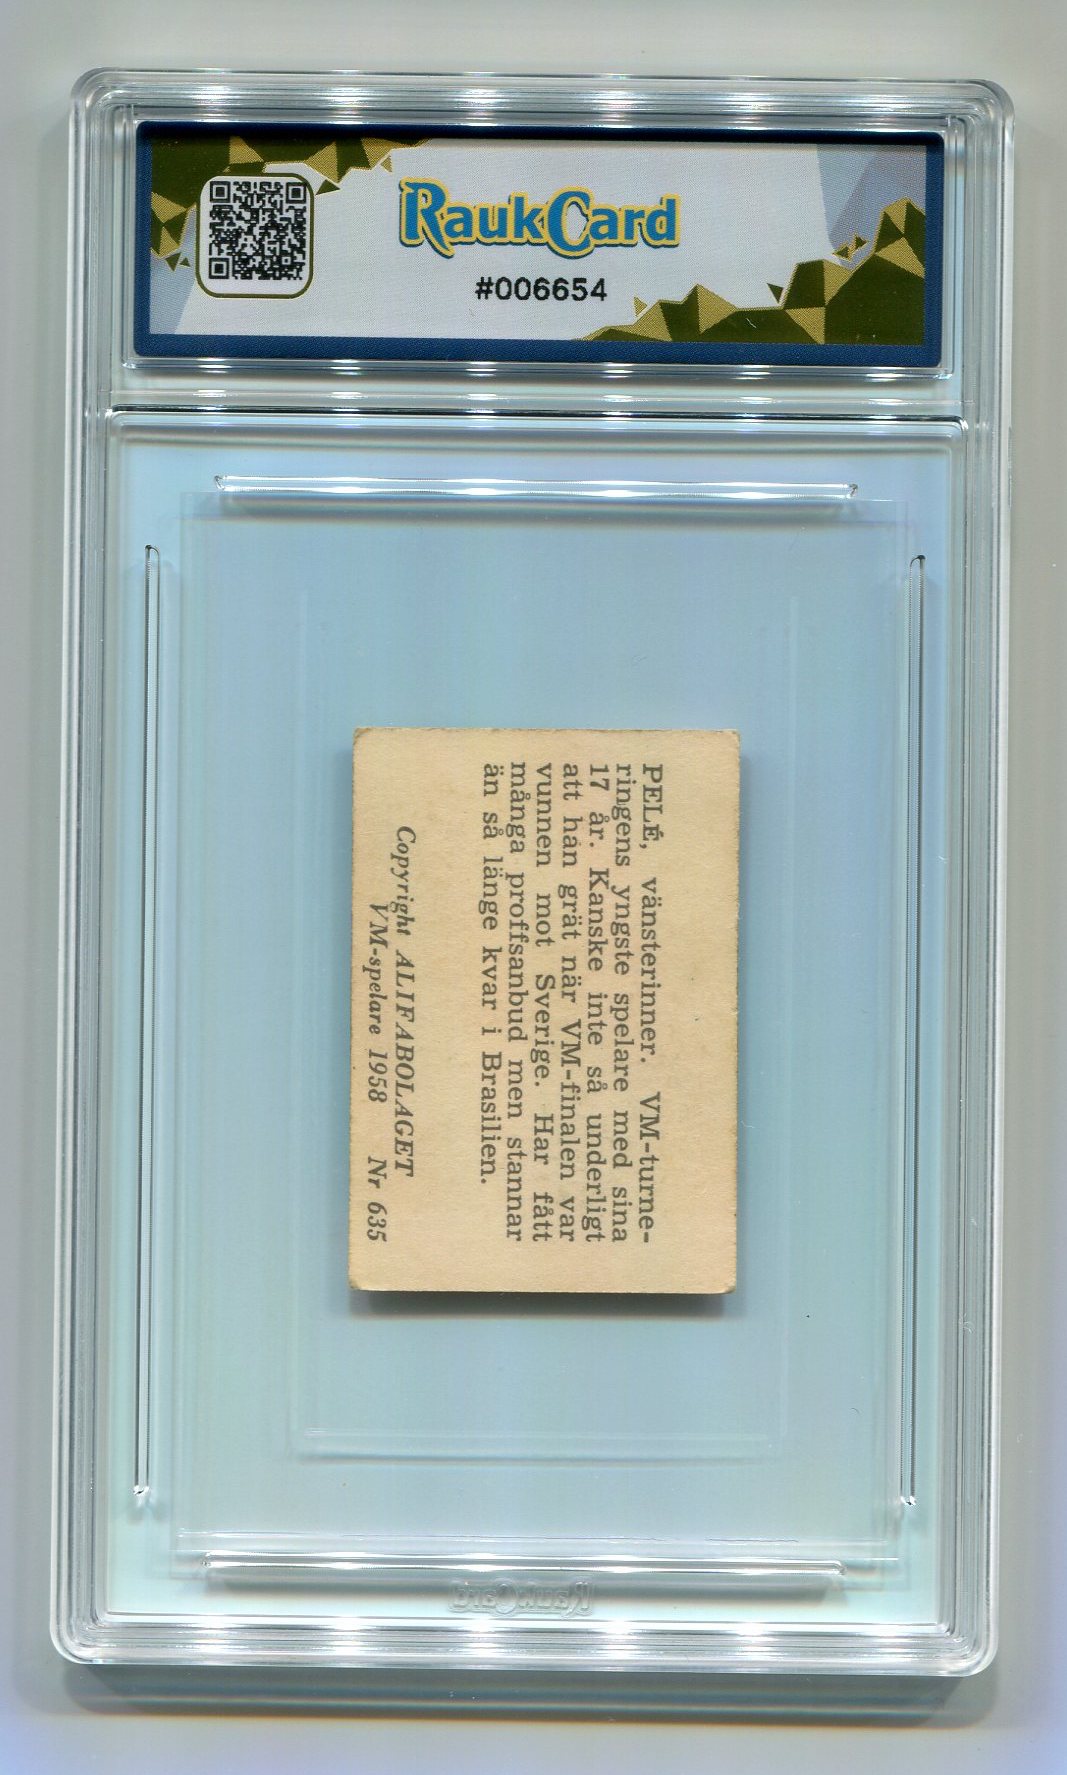 RaukCard
#006654
PELÉ, vänsterinner. VM-turne-
ringens yngste spelare med sina
17 år. Kanske inte så underligt
att han grät när VM-finalen var
vunnen mot Sverige. Har fått
många proffsanbud men stannar
än så länge kvar i Brasilien.
Copyright ALIFABOLAGET
VM-spelare 1958 Nr 635
RaukCard